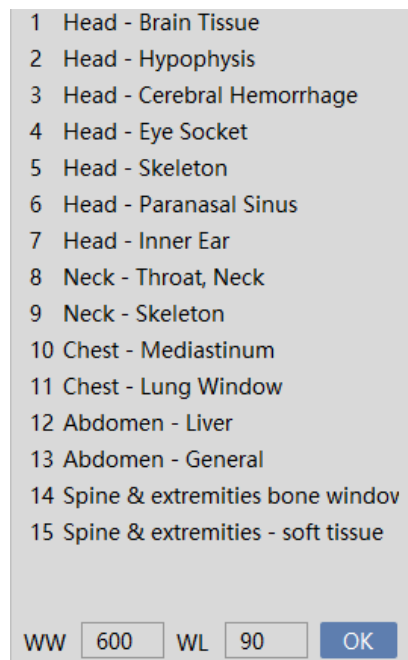 1 Head - Brain Tissue
2 Head - Hypophysis
3 Head - Cerebral Hemorrhage
4 Head - Eye Socket
5 Head - Skeleton
6 Head - Paranasal Sinus
7 Head - Inner Ear
8 Neck - Throat, Neck
9 Neck - Skeleton
10 Chest - Mediastinum
11 Chest - Lung Window
12 Abdomen - Liver
13 Abdomen - General
14 Spine & extremities bone window
15 Spine & extremities - soft tissue
WW 600 WL 90 OK